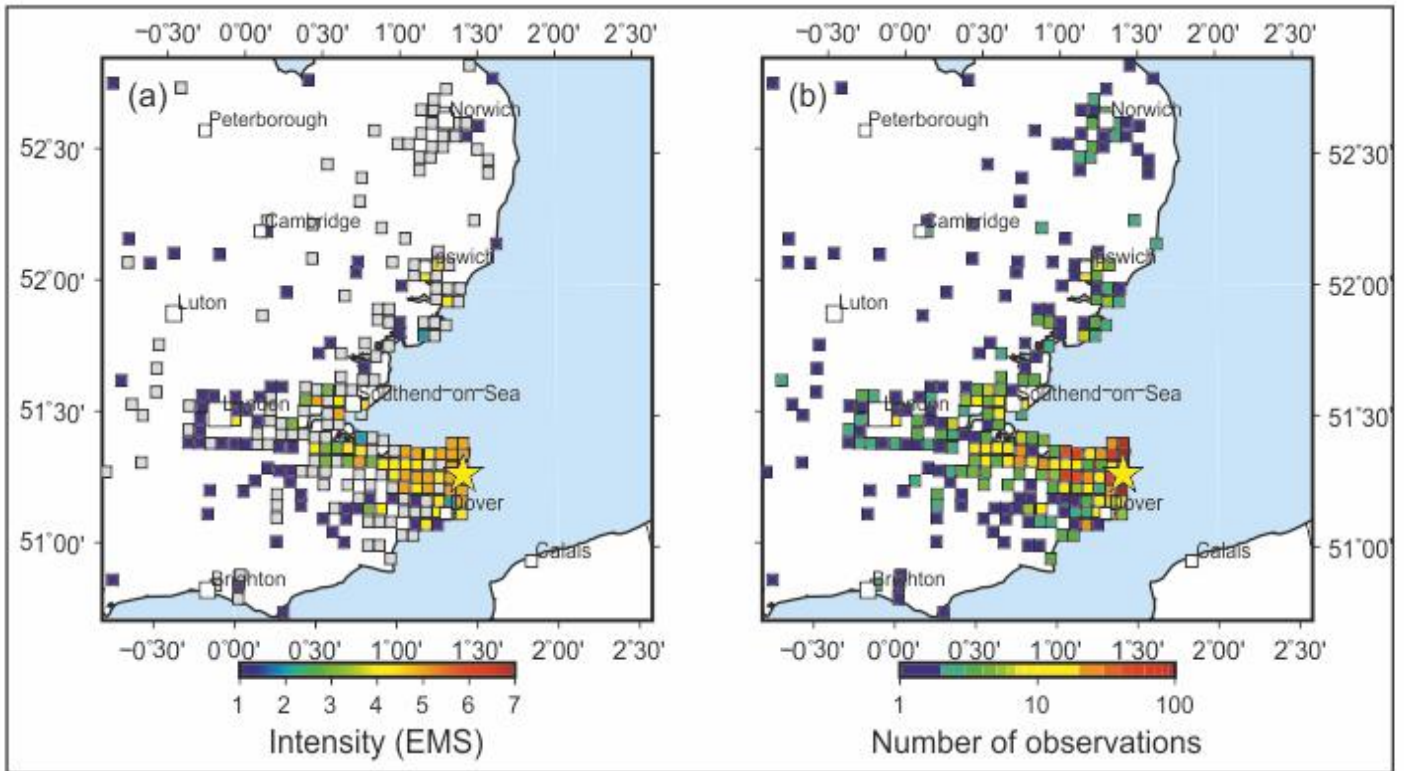 −0˚30' 0˚00' 0˚30' 1˚00' 1˚30' 2˚00' 2˚30'
(a)
Norwich
Peterborough
52˚30'
Cambridge
Ipswich
52˚00'
Luton
Southend−on−Sea
London
51˚30'
Dover
51˚00'
Calais
Brighton
−0˚30' 0˚00' 0˚30' 1˚00' 1˚30' 2˚00' 2˚30'
1 2 3 4 5 6 7
Intensity (EMS)
−0˚30' 0˚00' 0˚30' 1˚00' 1˚30' 2˚00' 2˚30'
(b)
Norwich
Peterborough
52˚30'
Cambridge
Ipswich
52˚00'
Luton
Southend−on−Sea
London
51˚30'
Dover
51˚00'
Calais
Brighton
−0˚30' 0˚00' 0˚30' 1˚00' 1˚30' 2˚00' 2˚30'
1 10 100
Number of observations